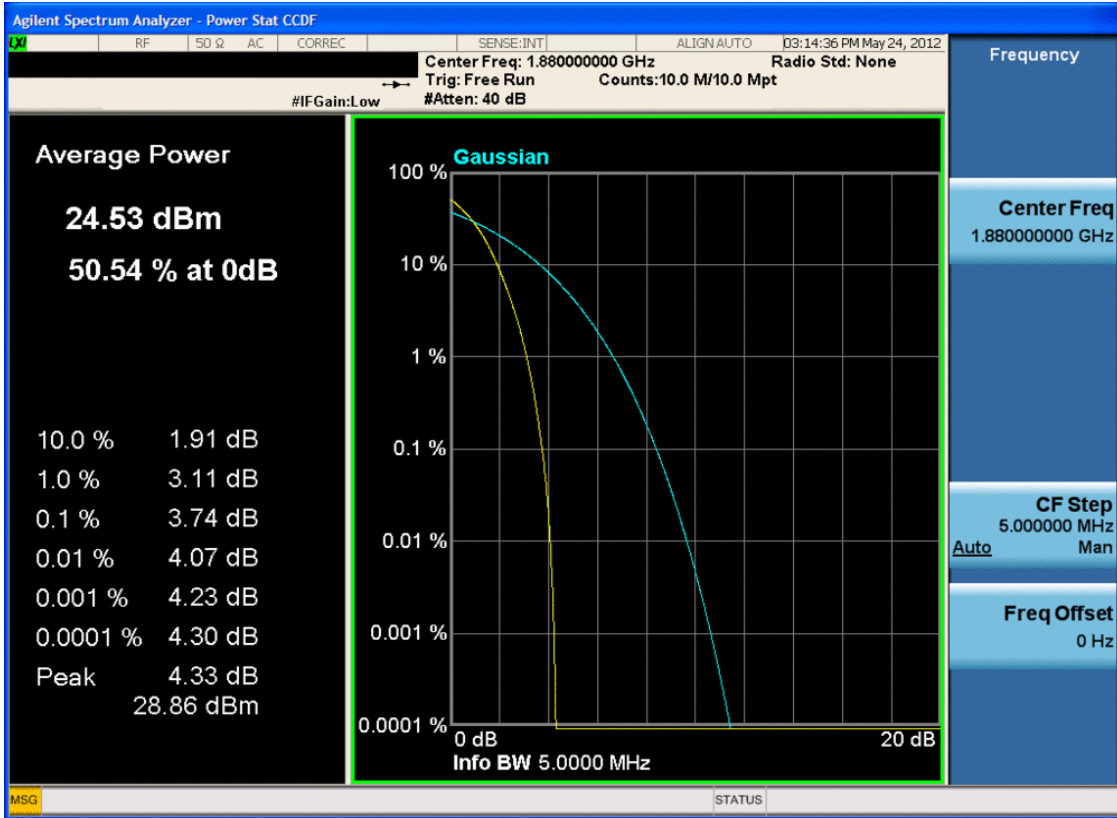 Agilent Spectrum Analyzer - Power Stat CCDF
LXI RF 50 Ω AC CORREC SENSE:INT ALIGN AUTO 03:14:36 PM May 24, 2012
Center Freq: 1.880000000 GHz Radio Std: None
Trig: Free Run Counts:10.0 M/10.0 Mpt
#IFGain:Low #Atten: 40 dB
Average Power
24.53 dBm
50.54 % at 0dB
10.0 % 1.91 dB
1.0 % 3.11 dB
0.1 % 3.74 dB
0.01 % 4.07 dB
0.001 % 4.23 dB
0.0001 % 4.30 dB
Peak 4.33 dB
28.86 dBm
Gaussian
100 %
10 %
1 %
0.1 %
0.01 %
0.001 %
0.0001 %
0 dB 20 dB
Info BW 5.0000 MHz
Frequency
Center Freq
1.880000000 GHz
CF Step
5.000000 MHz
Auto Man
Freq Offset
0 Hz
MSG STATUS